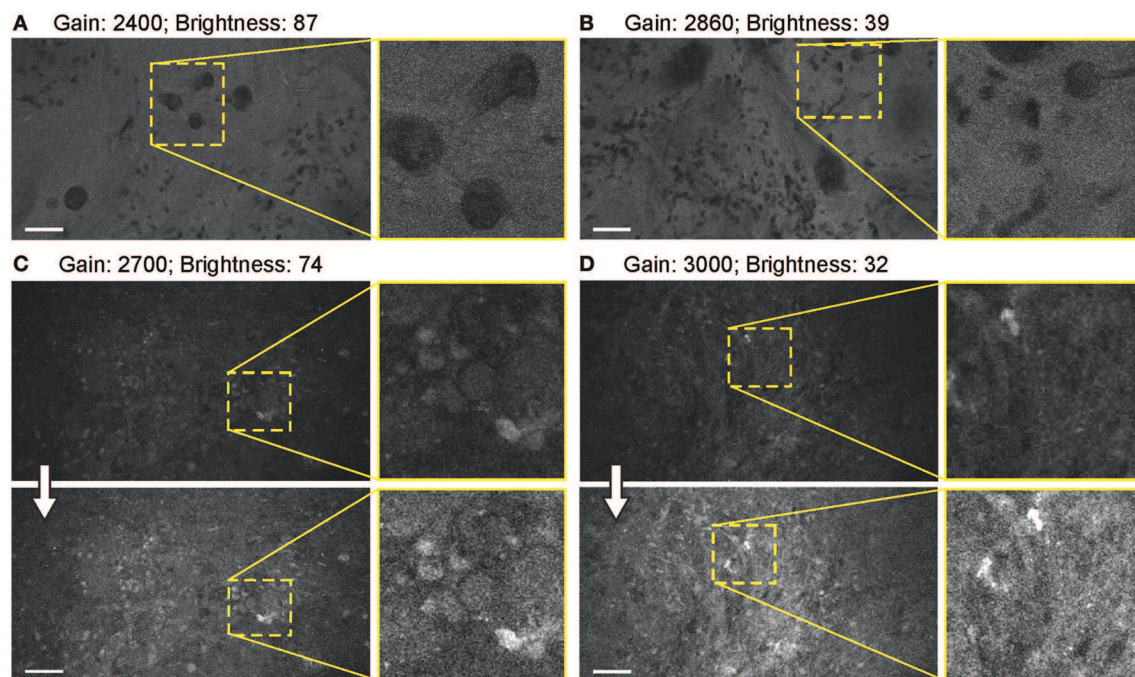 A Gain: 2400; Brightness: 87
B Gain: 2860; Brightness: 39
C Gain: 2700; Brightness: 74
D Gain: 3000; Brightness: 32